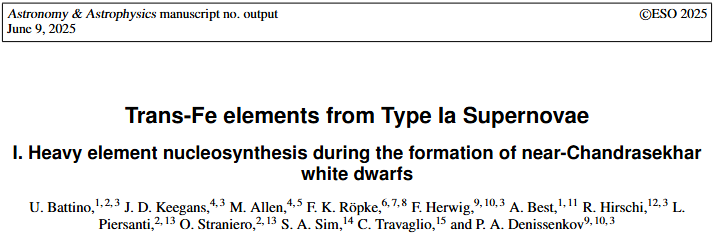 Astronomy & Astrophysics manuscript no. output ©ESO 2025
June 9, 2025
Trans-Fe elements from Type Ia Supernovae
I. Heavy element nucleosynthesis during the formation of near-Chandrasekhar
white dwarfs
U. Battino,1, 2, 3 J. D. Keegans,4, 3 M. Allen,4, 5 F. K. Röpke,6, 7, 8 F. Herwig,9, 10, 3 A. Best,1, 11 R. Hirschi,12, 3 L.
Piersanti,2, 13 O. Straniero,2, 13 S. A. Sim,14 C. Travaglio,15 and P. A. Denissenkov9, 10, 3